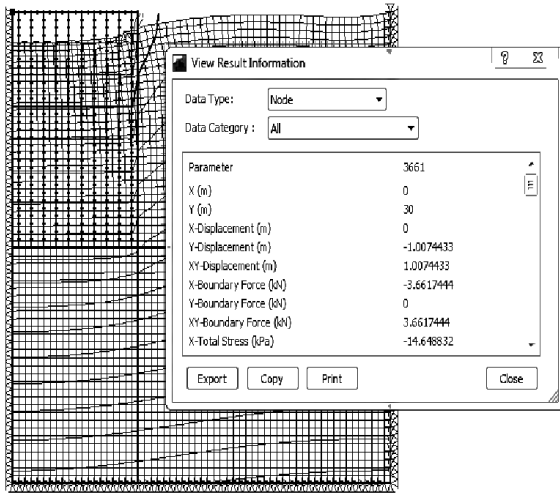 View Result Information
? 
Data Type: Node
Data Category : All
Parameter 3661
X (m) 0
Y (m) 30
X-Displacement (m) 0
Y-Displacement (m) -1.0074433
XY-Displacement (m) 1.0074433
X-Boundary Force (kN) -3.6617444
Y-Boundary Force (kN) 0
XY-Boundary Force (kN) 3.6617444
X-Total Stress (kPa) -14.648832
Export Copy Print Close